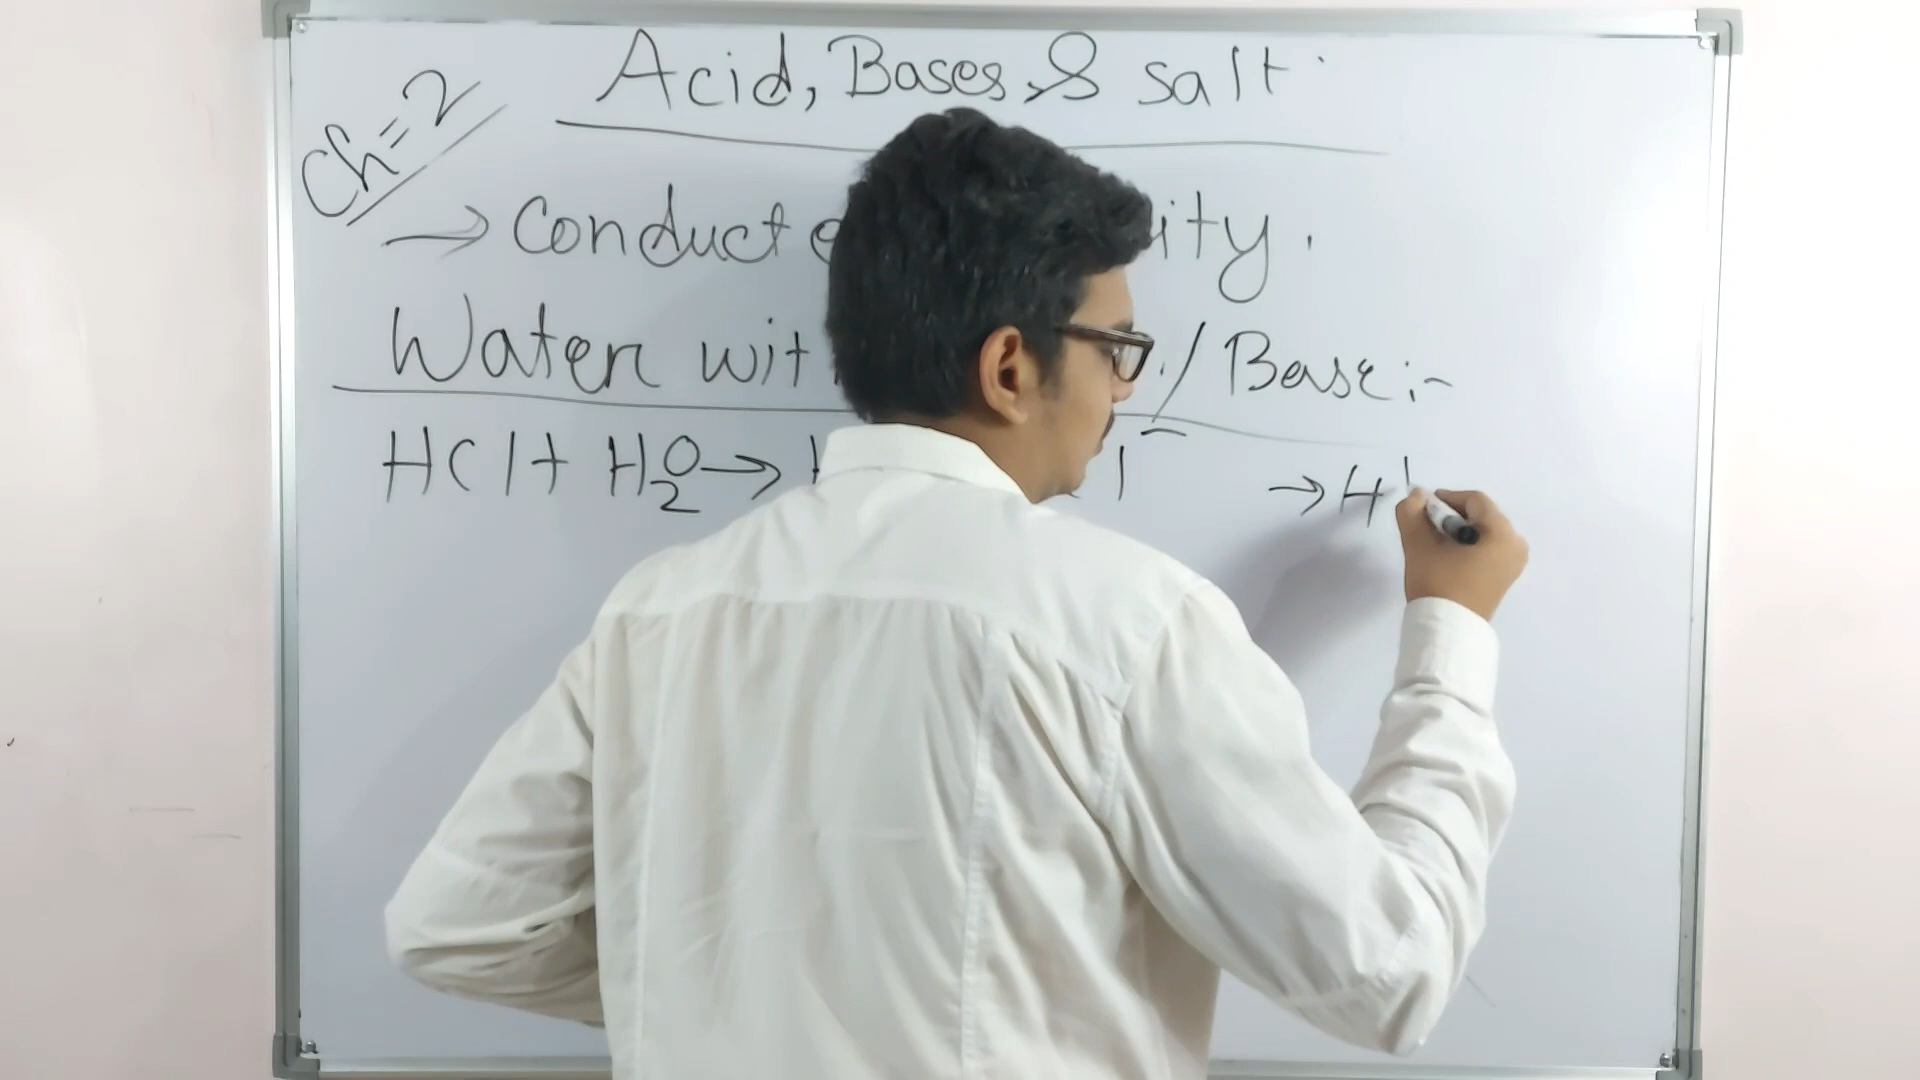 Ch=2
Acid, Bases, & salt.
→ Conduct ity.
Water wit / Base:-
HCl + H₂O → → H